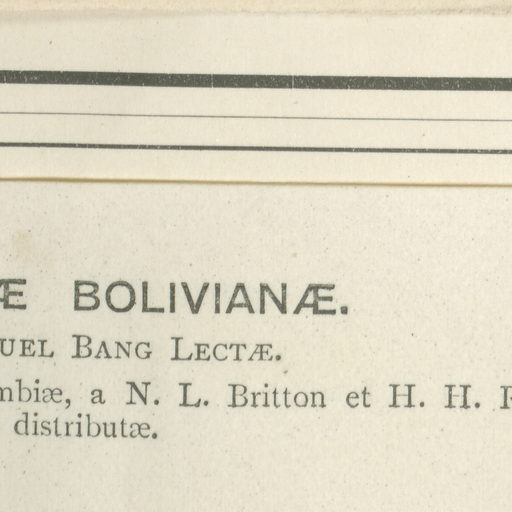 Æ BOLIVIANÆ.
UEL BANG LECTÆ.
mbiæ, a N. L. Britton et H. H. R
distributæ.